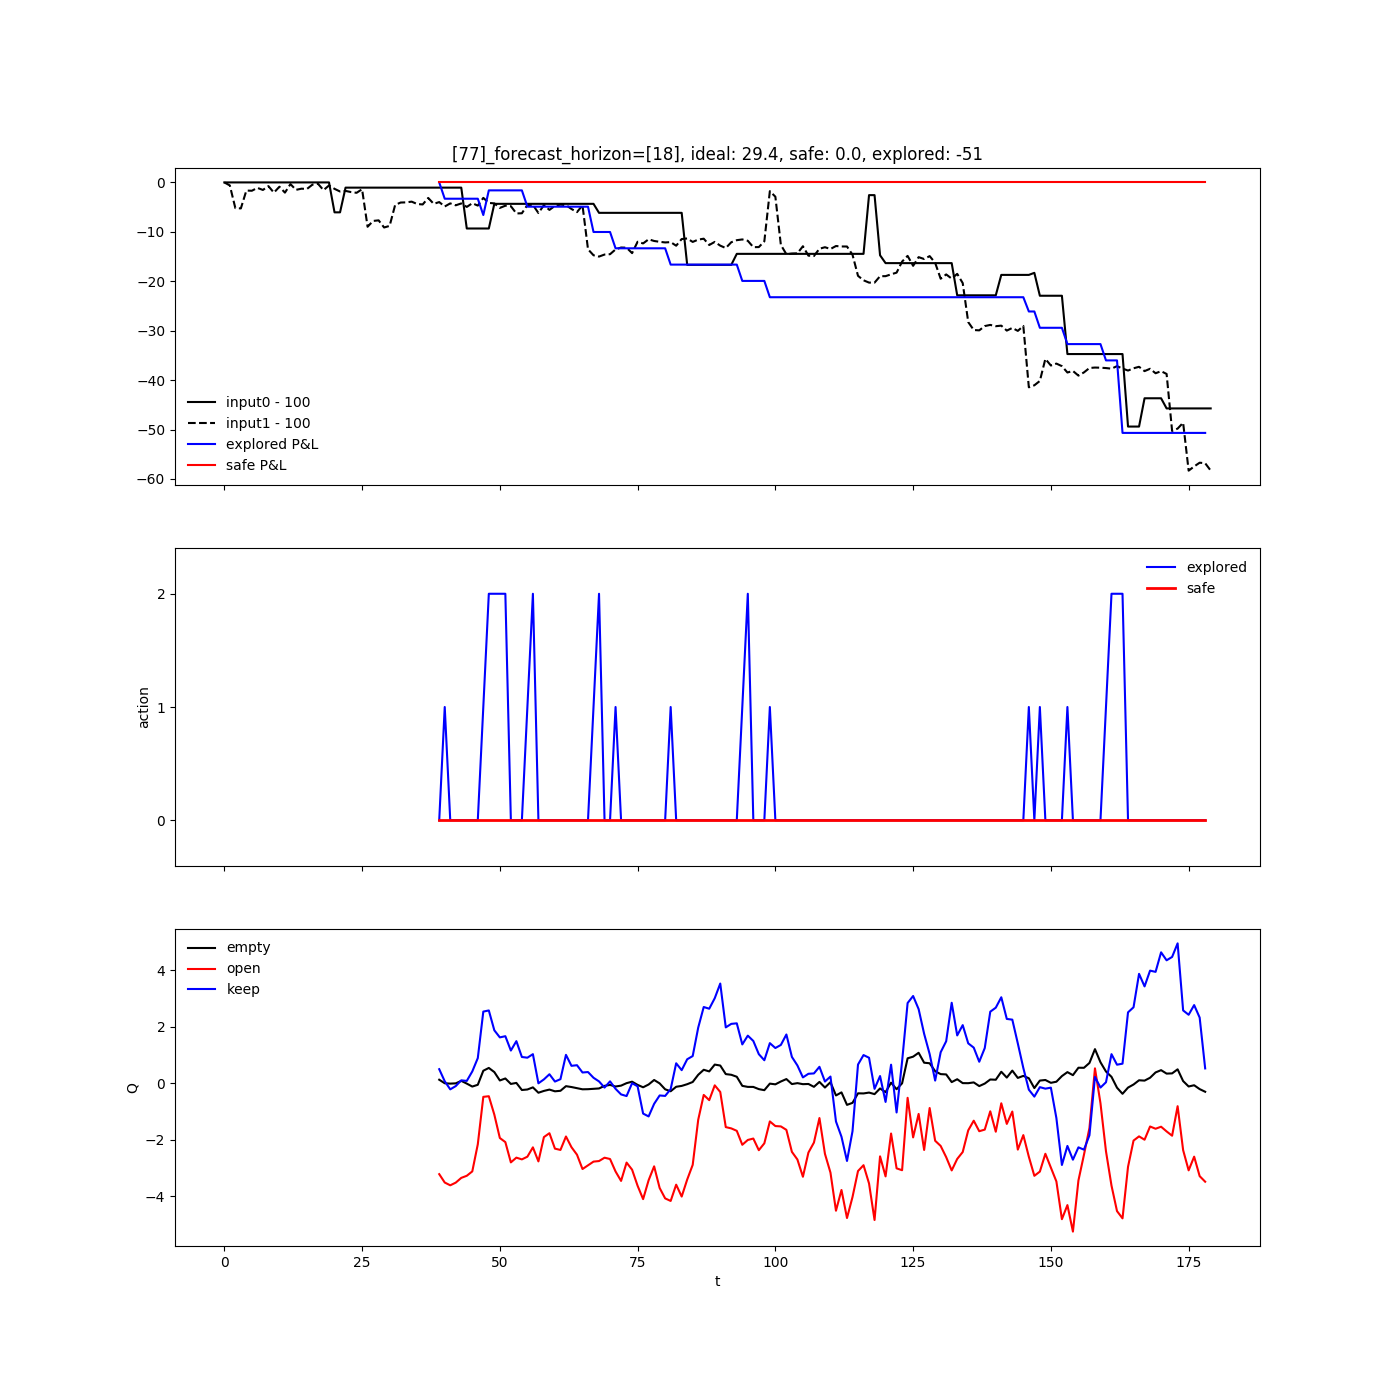 [77]_forecast_horizon=[18], ideal: 29.4, safe: 0.0, explored: -51
0
−10
−20
−30
−40
−50
−60
input0 - 100
input1 - 100
explored P&L
safe P&L
action
2
1
0
explored
safe
Q
4
2
0
−2
−4
empty
open
keep
0
25
50
75
100
125
150
175
t